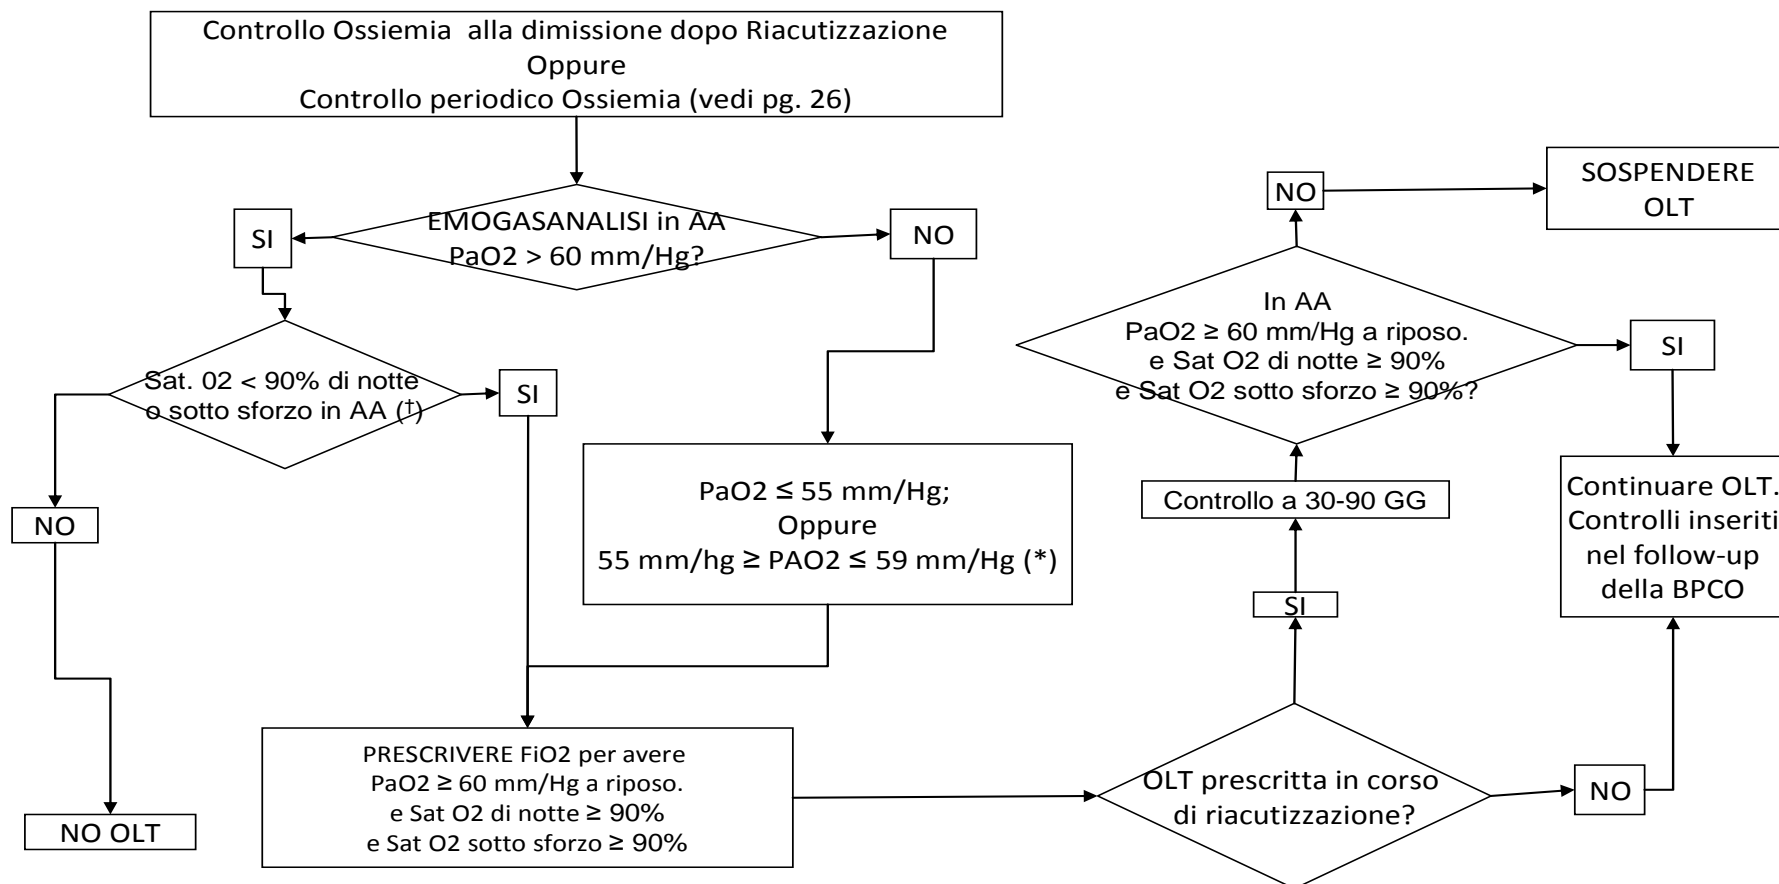 Controllo Ossiemia alla dimissione dopo Riacutizzazione
Oppure
Controllo periodico Ossiemia (vedi pg. 26)
EMOGASANALISI in AA
PaO2 > 60 mm/Hg?
SI
NO
Sat. 02 < 90% di notte
o sotto sforzo in AA (†)
SI
NO
NO OLT
PaO2 ≤ 55 mm/Hg;
Oppure
55 mm/hg ≥ PAO2 ≤ 59 mm/Hg (*)
PRESCRIVERE FiO2 per avere
PaO2 ≥ 60 mm/Hg a riposo.
e Sat O2 di notte ≥ 90%
e Sat O2 sotto sforzo ≥ 90%
OLT prescritta in corso
di riacutizzazione?
SI
NO
Controllo a 30-90 GG
In AA
PaO2 ≥ 60 mm/Hg a riposo.
e Sat O2 di notte ≥ 90%
e Sat O2 sotto sforzo ≥ 90%?
NO
SOSPENDERE
OLT
SI
Continuare OLT.
Controlli inseriti
nel follow-up
della BPCO